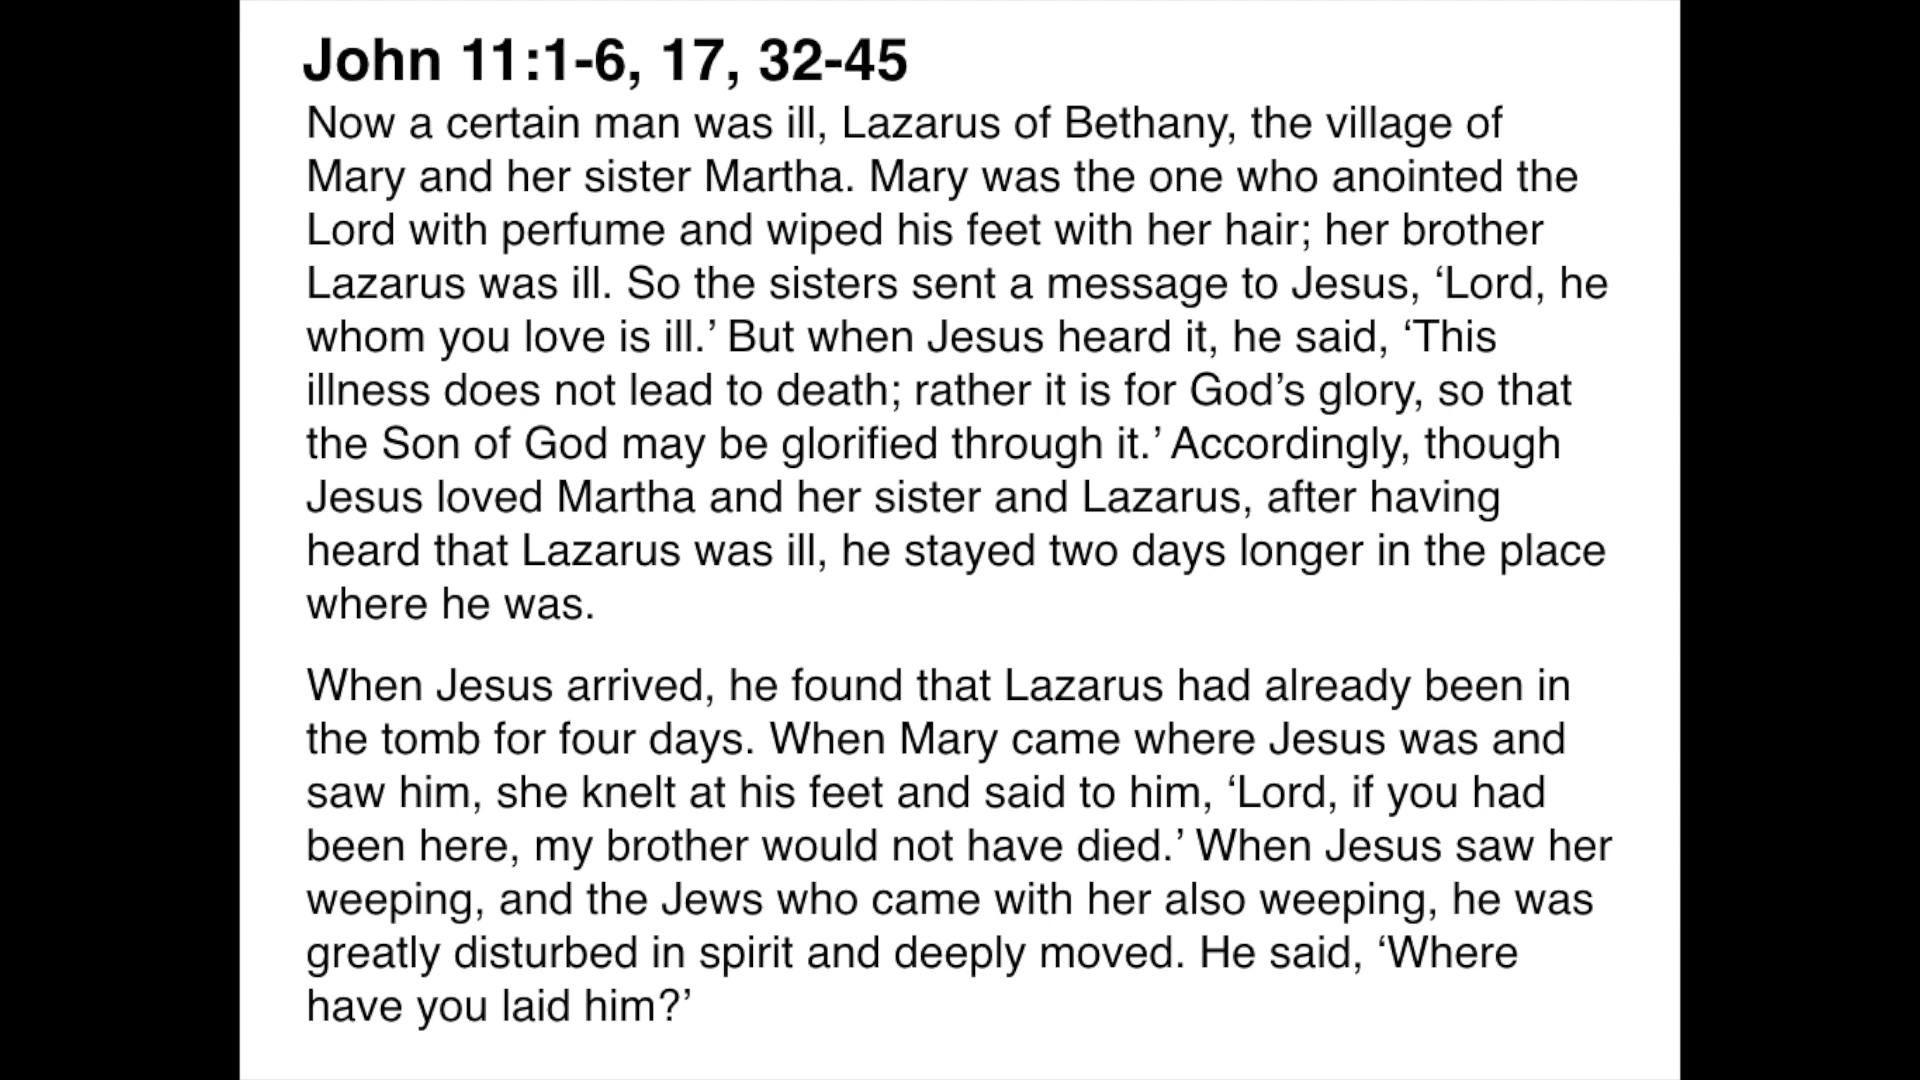 John 11:1-6, 17, 32-45
Now a certain man was ill, Lazarus of Bethany, the village of
Mary and her sister Martha. Mary was the one who anointed the
Lord with perfume and wiped his feet with her hair; her brother
Lazarus was ill. So the sisters sent a message to Jesus, ‘Lord, he
whom you love is ill.’ But when Jesus heard it, he said, ‘This
illness does not lead to death; rather it is for God’s glory, so that
the Son of God may be glorified through it.’ Accordingly, though
Jesus loved Martha and her sister and Lazarus, after having
heard that Lazarus was ill, he stayed two days longer in the place
where he was.
When Jesus arrived, he found that Lazarus had already been in
the tomb for four days. When Mary came where Jesus was and
saw him, she knelt at his feet and said to him, ‘Lord, if you had
been here, my brother would not have died.’ When Jesus saw her
weeping, and the Jews who came with her also weeping, he was
greatly disturbed in spirit and deeply moved. He said, ‘Where
have you laid him?’